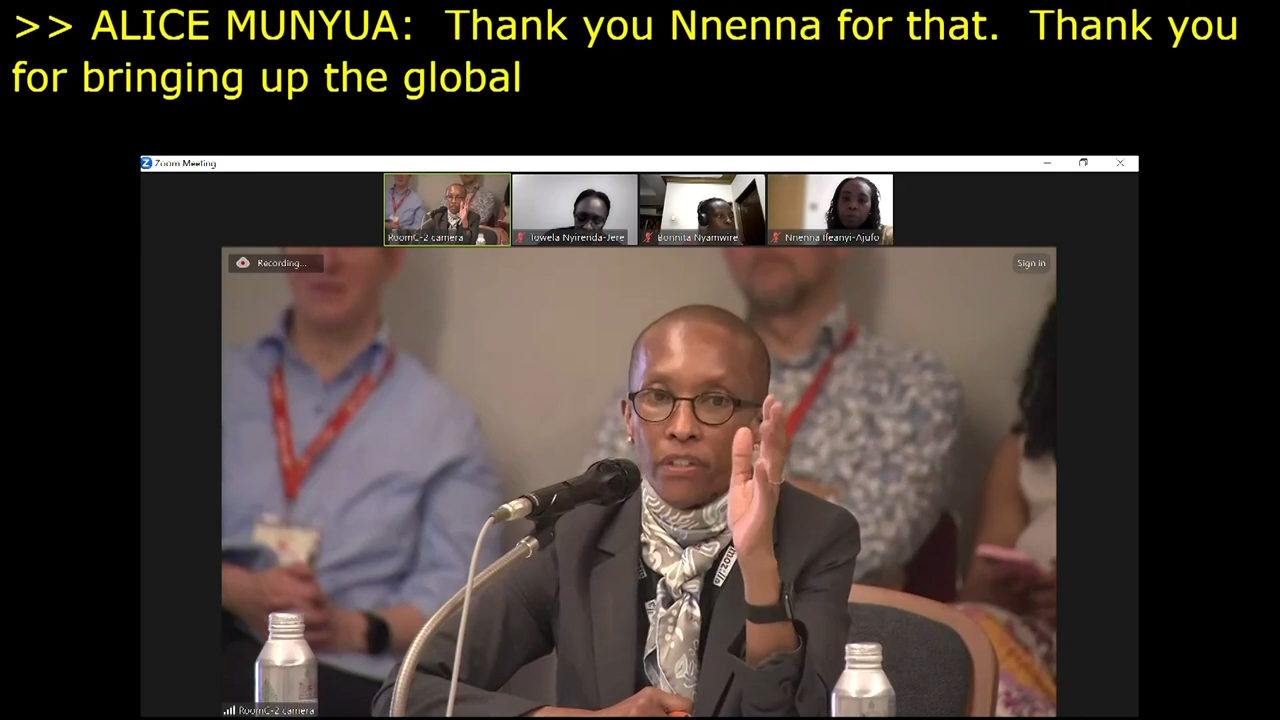 >> ALICE MUNYUA:  Thank you Nnenna for that.  Thank you
for bringing up the global
Zoom Meeting
RoomC-2 camera
Towela Nyirenda-Jere
Bonnita Nyamwire
Nnenna Ifeanyi-Ajufo
Recording...
Sign in
moz://a
RoomC-2 camera